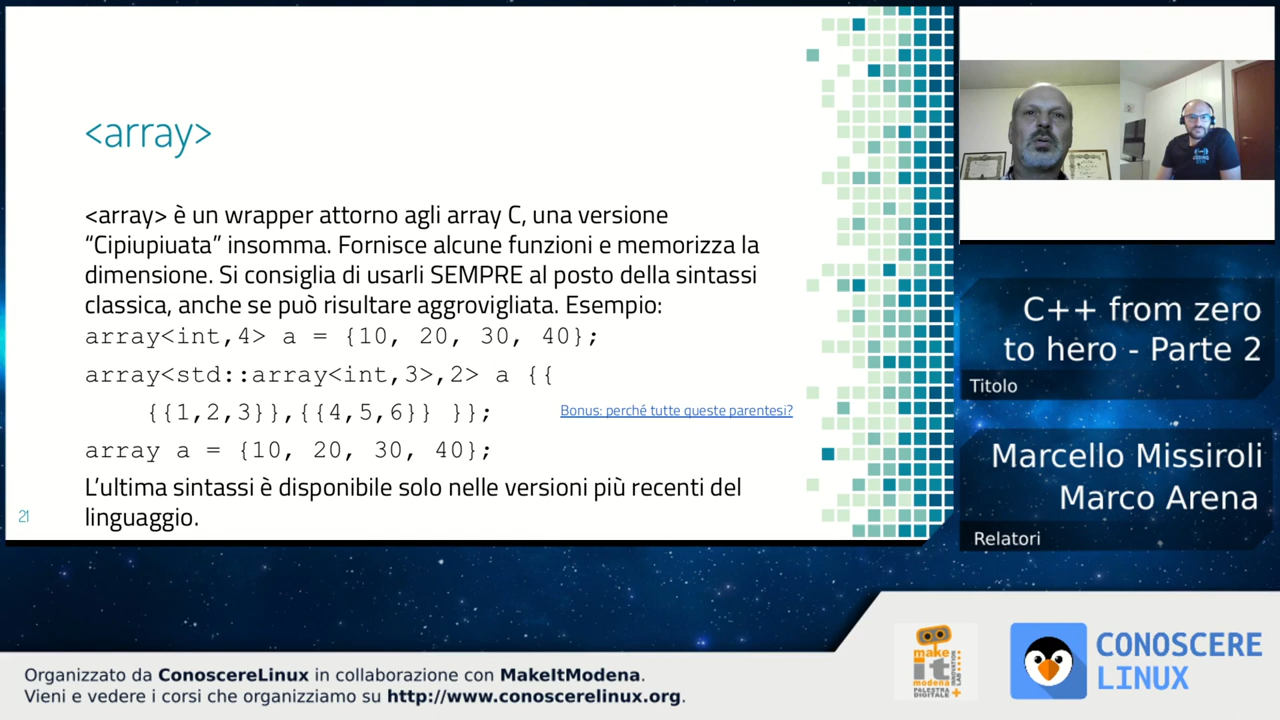 <array>
<array> è un wrapper attorno agli array C, una versione
“Cipiupiuata” insomma. Fornisce alcune funzioni e memorizza la
dimensione. Si consiglia di usarli SEMPRE al posto della sintassi
classica, anche se può risultare aggrovigliata. Esempio:
array<int,4> a = {10, 20, 30, 40};
array<std::array<int,3>,2> a {{
{{1,2,3}},{{4,5,6}} }};
Bonus: perché tutte queste parentesi?
array a = {10, 20, 30, 40};
L’ultima sintassi è disponibile solo nelle versioni più recenti del
linguaggio.
21
C++ from zero
to hero - Parte 2
Titolo
Marcello Missiroli
Marco Arena
Relatori
Organizzato da ConoscereLinux in collaborazione con MakeItModena.
Vieni e vedere i corsi che organizziamo su http://www.conoscerelinux.org.
make
it
modena
PALESTRA
DIGITALE
CONOSCERE
LINUX